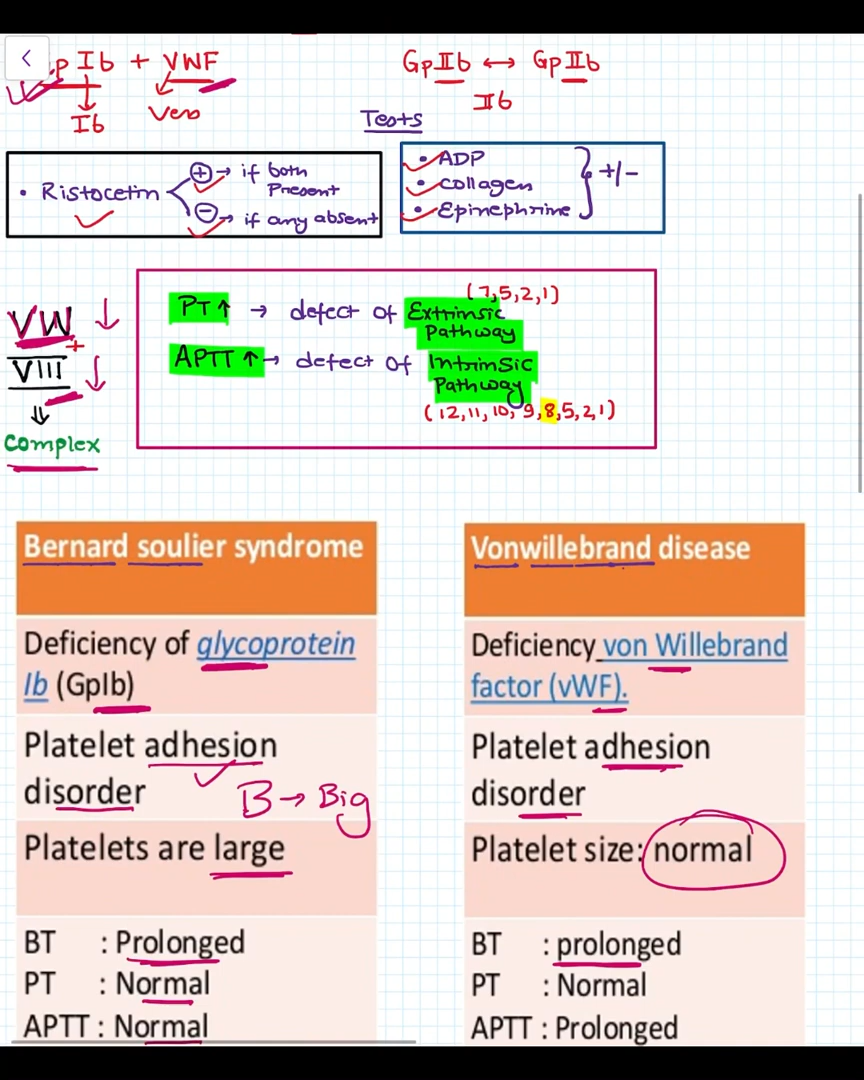 p Ib + VWF
Ib
GpIIb ↔ GpIIb
IIb
Tests
• Ristocetin
+ → if both Present
− → if any absent
• ADP
• collagen
• Epinephrine
+/-
VW ↓
+
VIII ↓
⇓
complex
(7,5,2,1)
PT ↑ → defect of Extrinsic
Pathway
APTT ↑ → defect of Intrinsic
Pathway
(12,11,10,9,8,5,2,1)
Bernard soulier syndrome
Deficiency of glycoprotein
Ib (GpIb)
Platelet adhesion
disorder
B → Big
Platelets are large
BT : Prolonged
PT : Normal
APTT : Normal
Vonwillebrand disease
Deficiency von Willebrand
factor (vWF).
Platelet adhesion
disorder
Platelet size: normal
BT : prolonged
PT : Normal
APTT : Prolonged